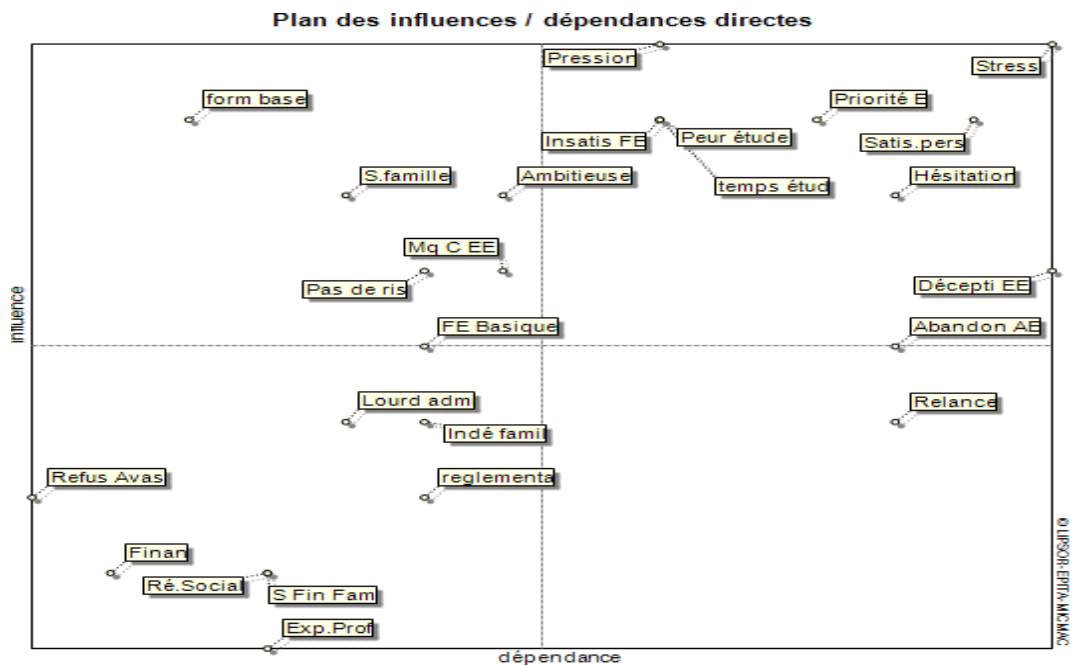 Plan des influences / dépendances directes
Pression
Stress
form base
Priorité E
Insatis FE
Peur étude
Satis.pers
S.famille
Ambitieuse
temps étud
Hésitation
Mq C EE
Pas de ris
Décepti EE
influence
FE Basique
Abandon AE
Lourd adm
Relance
Indé famil
Refus Avas
reglementa
Finan
Ré.Social
S Fin Fam
Exp.Prof
dépendance
© LIPSOR-EPITA-MICMAC